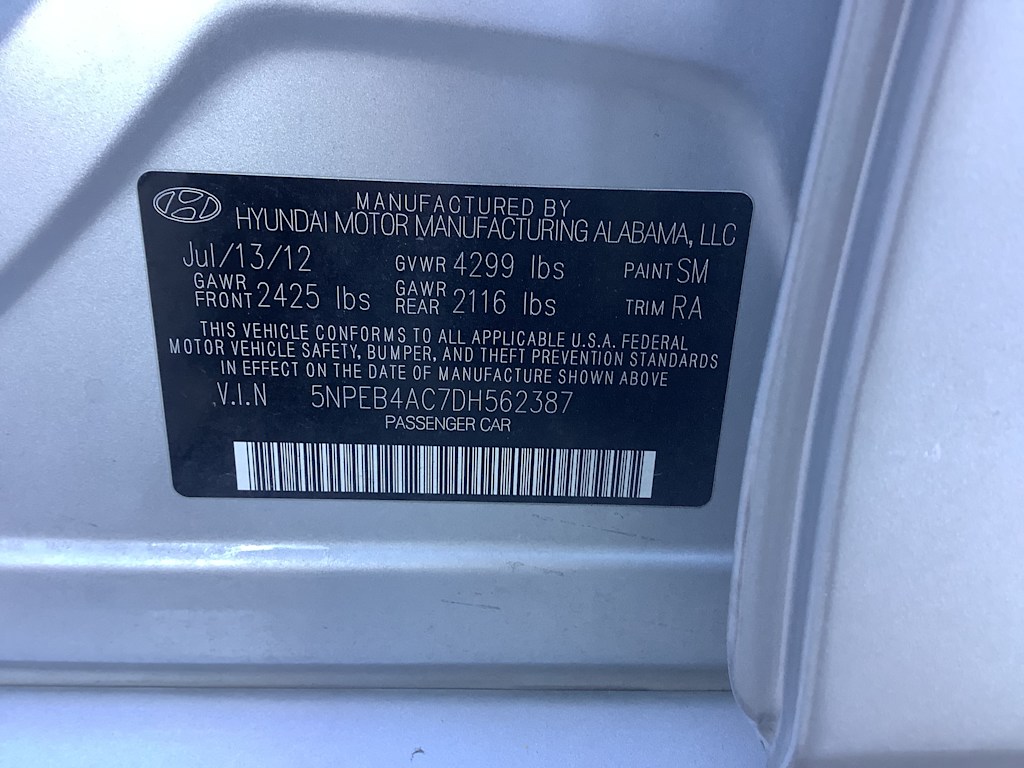 MANUFACTURED BY
HYUNDAI MOTOR MANUFACTURING ALABAMA, LLC
Jul/13/12 GVWR 4299 lbs PAINT SM
GAWR FRONT 2425 lbs GAWR REAR 2116 lbs TRIM RA
THIS VEHICLE CONFORMS TO ALL APPLICABLE U.S.A. FEDERAL
MOTOR VEHICLE SAFETY, BUMPER, AND THEFT PREVENTION STANDARDS
IN EFFECT ON THE DATE OF MANUFACTURE SHOWN ABOVE
V.I.N 5NPEB4AC7DH562387
PASSENGER CAR